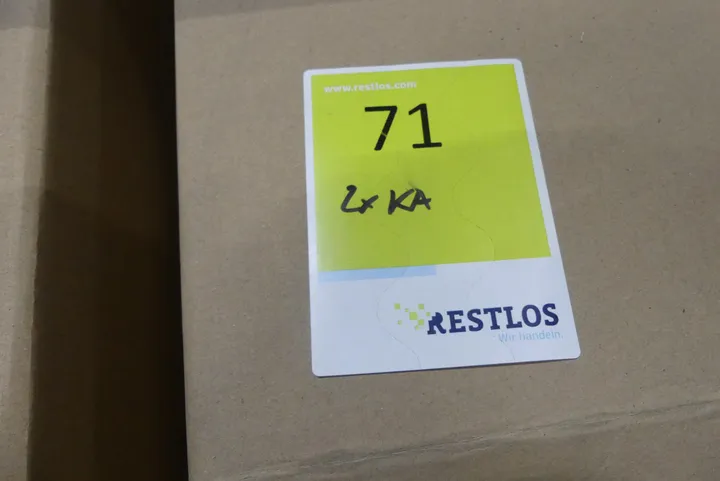 www.restlos.com
71
2x KA
RESTLOS
Wir handeln.